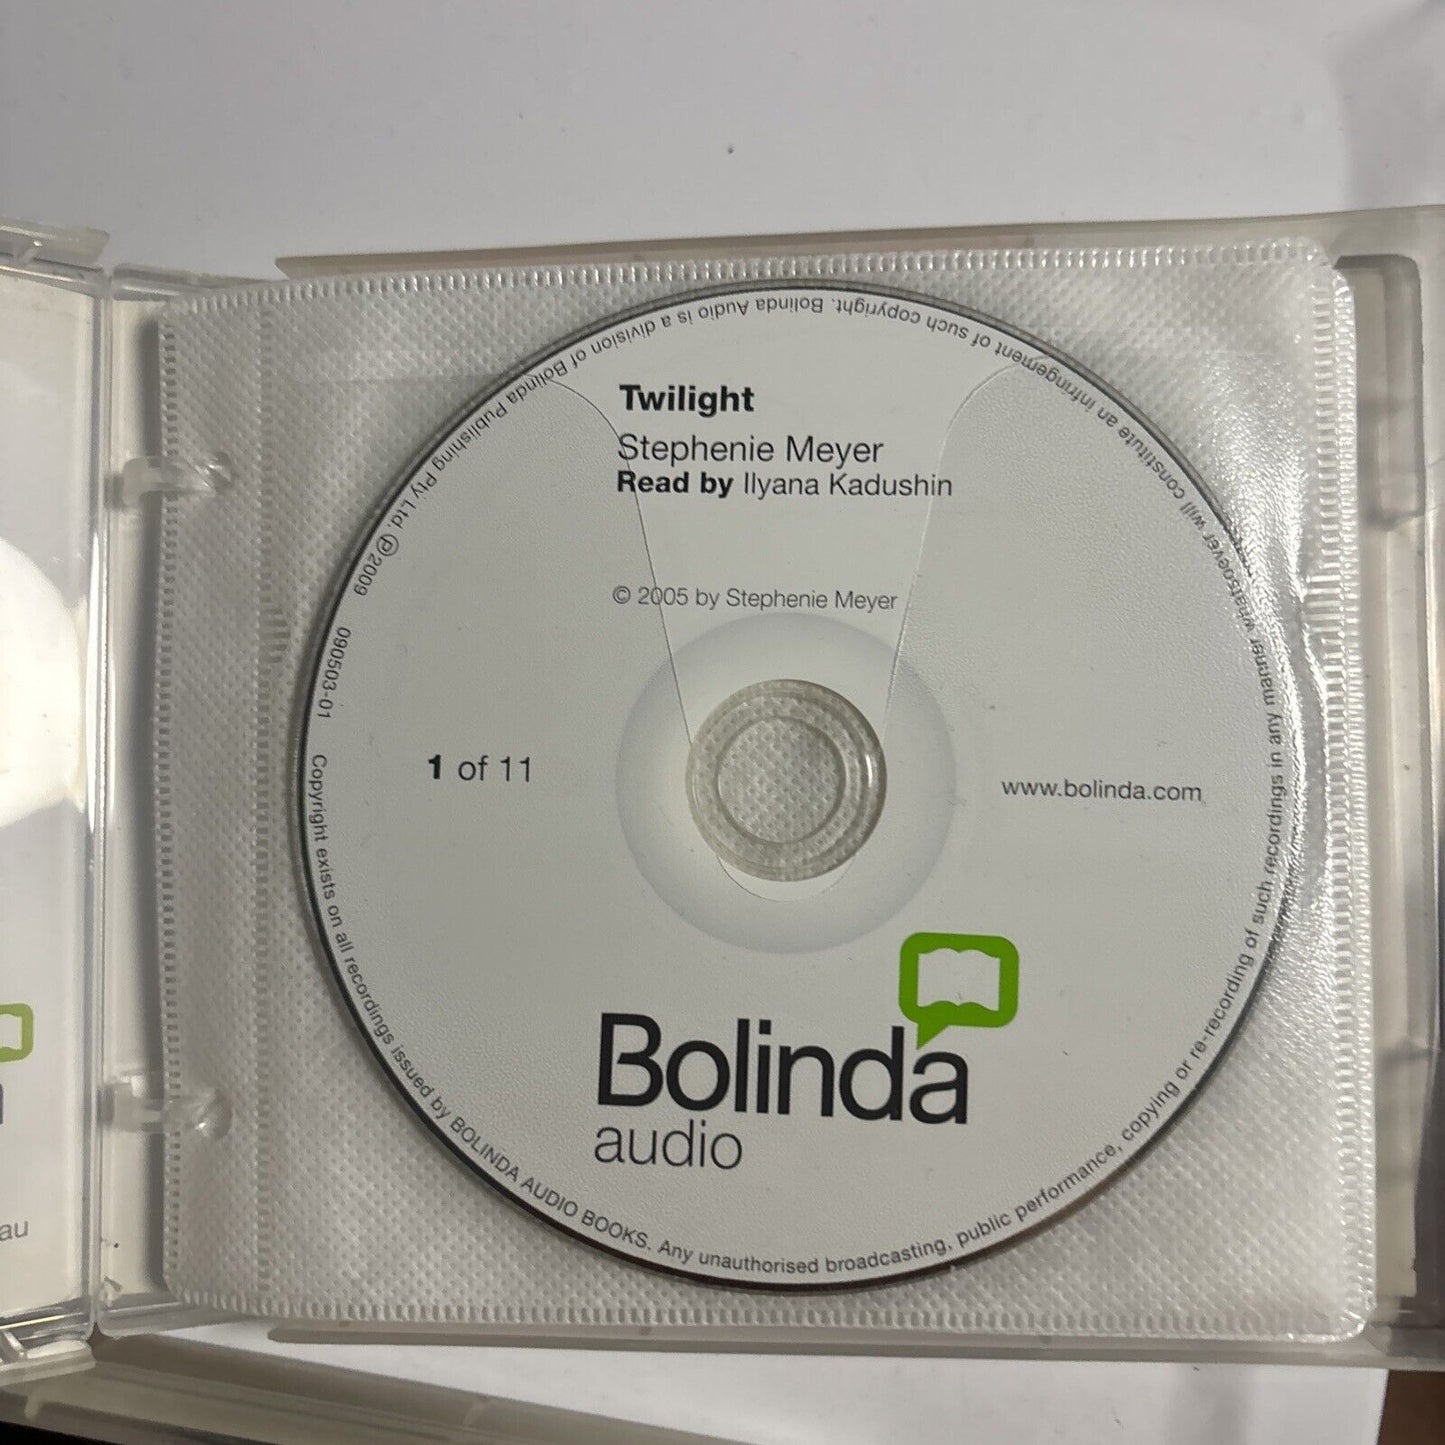 Twilight
Stephenie Meyer
Read by Ilyana Kadushin
© 2005 by Stephenie Meyer
1 of 11
www.bolinda.com
Bolinda
audio
Copyright exists on all recordings issued by BOLINDA AUDIO BOOKS. Any unauthorised broadcasting, public performance, copying or re-recording of such recordings in any manner whatsoever will constitute an infringement of such copyright. Bolinda Audio is a division of Bolinda Publishing Pty Ltd. ℗2009
090503-01
au